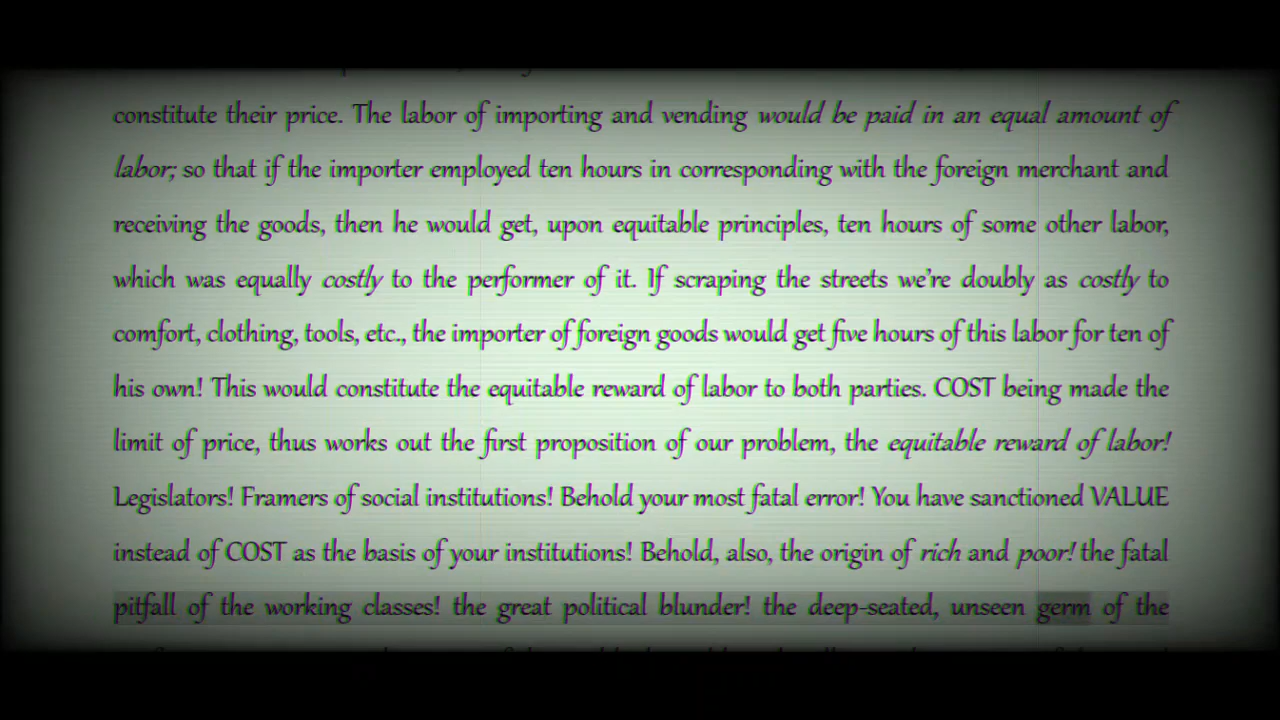 constitute their price. The labor of importing and vending would be paid in an equal amount of
labor; so that if the importer employed ten hours in corresponding with the foreign merchant and
receiving the goods, then he would get, upon equitable principles, ten hours of some other labor,
which was equally costly to the performer of it. If scraping the streets we're doubly as costly to
comfort, clothing, tools, etc., the importer of foreign goods would get five hours of this labor for ten of
his own! This would constitute the equitable reward of labor to both parties. COST being made the
limit of price, thus works out the first proposition of our problem, the equitable reward of labor!
Legislators! Framers of social institutions! Behold your most fatal error! You have sanctioned VALUE
instead of COST as the basis of your institutions! Behold, also, the origin of rich and poor! the fatal
pitfall of the working classes! the great political blunder! the deep-seated, unseen germ of the